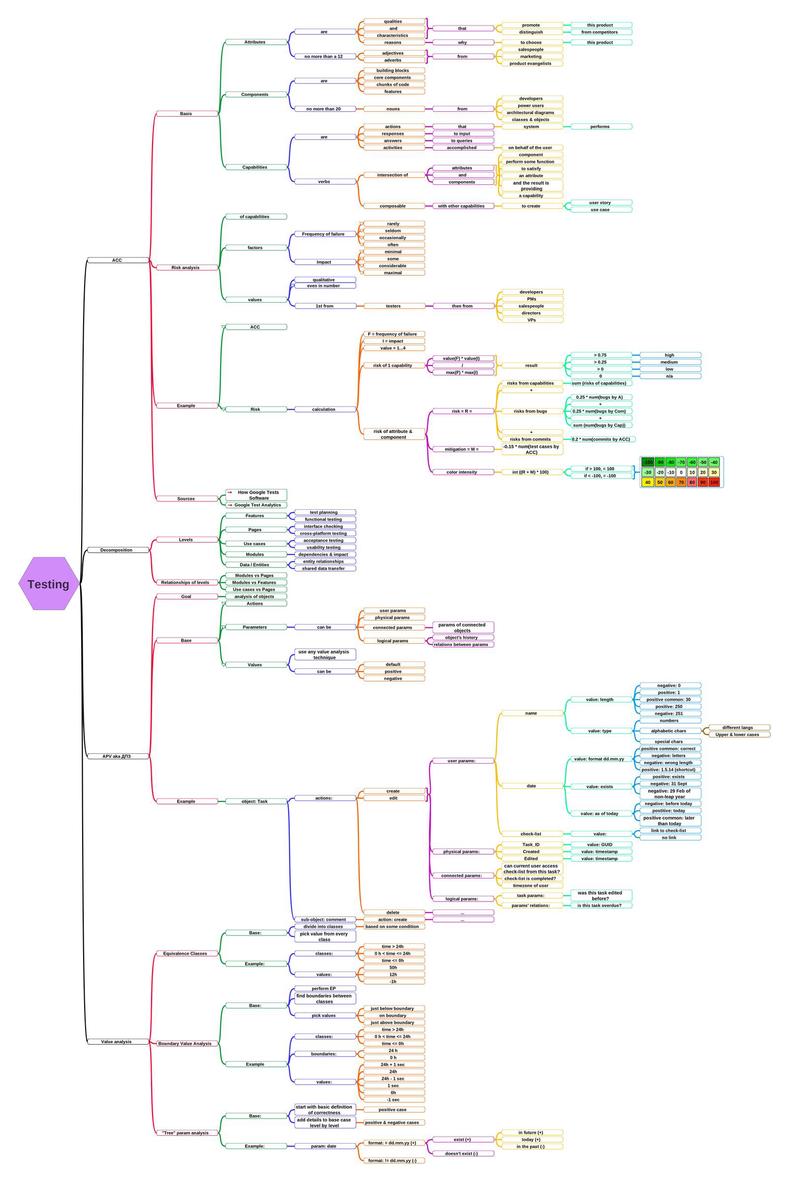 Testing
ACC
Basis
Attributes
are
qualities
and
characteristics
that
promote
this product
distinguish
from competitors
reasons
why
to choose
this product
no more than a 12
adjectives
adverbs
from
salespeople
marketing
product evangelists
Components
are
building blocks
core components
chunks of code
features
no more than 20
nouns
from
developers
power users
architectural diagrams
classes & objects
Capabilities
are
actions
that
system
performs
responses
to input
answers
to queries
activities
accomplished
on behalf of the user
verbs
intersection of
attributes
and
components
component
perform some function
to satisfy
an attribute
and the result is
providing
a capability
composable
with other capabilities
to create
user story
use case
Risk analysis
of capabilities
factors
Frequency of failure
rarely
seldom
occasionally
often
Impact
minimal
some
considerable
maximal
values
qualitative
even in number
1st from
testers
then from
developers
PMs
salespeople
directors
VPs
Example
ACC
Risk
calculation
F = frequency of failure
I = impact
value = 1...4
risk of 1 capability
value(F) * value(I)
/
max(F) * max(I)
result
> 0.75
high
> 0.25
medium
> 0
low
0
n/a
risk of attribute &
component
risk = R =
risks from capabilities
sum (risks of capabilities)
+
risks from bugs
0.25 * num(bugs by A)
+
0.25 * num(bugs by Com)
+
sum (num(bugs by Cap))
+
risks from commits
0.2 * num(commits by ACC)
mitigation = M =
-0.15 * num(test cases by
ACC)
color intensity
int ((R + M) * 100)
if > 100, = 100
if < -100, = -100
-100 -90 -80 -70 -60 -50 -40
-30 -20 -10 0 10 20 30
40 50 60 70 80 90 100
Sources
How Google Tests
Software
Google Test Analytics
Decomposition
Levels
Features
test planning
functional testing
Pages
interface checking
cross-platform testing
Use cases
acceptance testing
usability testing
Modules
dependencies & impact
Data / Entities
entity relationships
shared data transfer
Relationships of levels
Modules vs Pages
Modules vs Features
Use cases vs Pages
APV aka ДПЗ
Goal
analysis of objects
Base
Actions
Parameters
can be
user params
physical params
connected params
params of connected
objects
logical params
object's history
relations between params
Values
use any value analysis
technique
can be
default
positive
negative
Example
object: Task
actions:
create
edit
user params:
name
value: length
negative: 0
positive: 1
positive common: 30
positive: 250
negative: 251
value: type
numbers
alphabetic chars
different langs
Upper & lower cases
special chars
date
value: format dd.mm.yy
positive common: correct
negative: letters
negative: wrong length
positive: 1.5.14 (shortcut)
value: exists
positive: exists
negative: 31 Sept
negative: 29 Feb of
non-leap year
value: as of today
negative: before today
positive: today
positive common: later
than today
check-list
value:
link to check-list
no link
physical params:
Task_ID
value: GUID
Created
value: timestamp
Edited
value: timestamp
connected params:
can current user access
check-list from this task?
check-list is completed?
timezone of user
logical params:
task params:
was this task edited
before?
params' relations:
is this task overdue?
delete
...
sub-object: comment
action: create
...
Value analysis
Equivalence Classes
Base:
divide into classes
based on some condition
pick value from every
class
Example:
classes:
time > 24h
0 h < time <= 24h
time <= 0h
values:
50h
12h
-1h
Boundary Value Analysis
Base:
perform EP
find boundaries between
classes
pick values
just below boundary
on boundary
just above boundary
Example
classes:
time > 24h
0 h < time <= 24h
time <= 0h
boundaries:
24 h
0 h
values:
24h + 1 sec
24h
24h - 1 sec
1 sec
0h
-1 sec
"Tree" param analysis
Base:
start with basic definition
of correctness
positive case
add details to base case
level by level
positive & negative cases
Example:
param: date
format: = dd.mm.yy (+)
exist (+)
in future (+)
today (+)
in the past (-)
doesn't exist (-)
format: != dd.mm.yy (-)